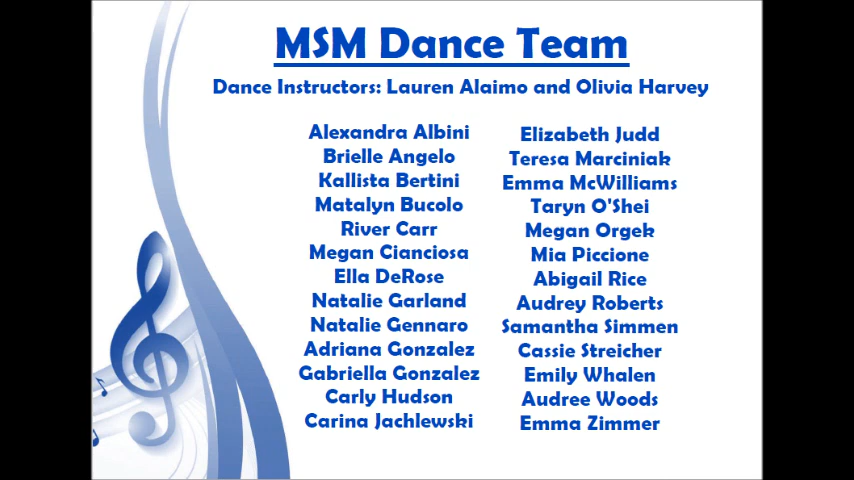 MSM Dance Team
Dance Instructors: Lauren Alaimo and Olivia Harvey
Alexandra Albini
Brielle Angelo
Kallista Bertini
Matalyn Bucolo
River Carr
Megan Cianciosa
Ella DeRose
Natalie Garland
Natalie Gennaro
Adriana Gonzalez
Gabriella Gonzalez
Carly Hudson
Carina Jachlewski
Elizabeth Judd
Teresa Marciniak
Emma McWilliams
Taryn O'Shei
Megan Orgek
Mia Piccione
Abigail Rice
Audrey Roberts
Samantha Simmen
Cassie Streicher
Emily Whalen
Audree Woods
Emma Zimmer